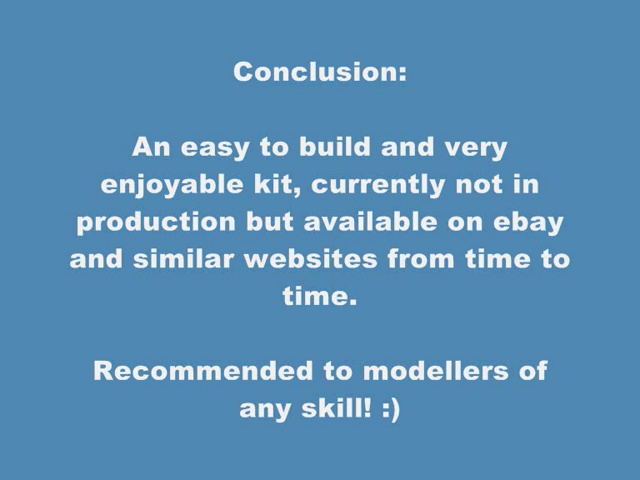 Conclusion:
An easy to build and very
enjoyable kit, currently not in
production but available on ebay
and similar websites from time to
time.
Recommended to modellers of
any skill! :)